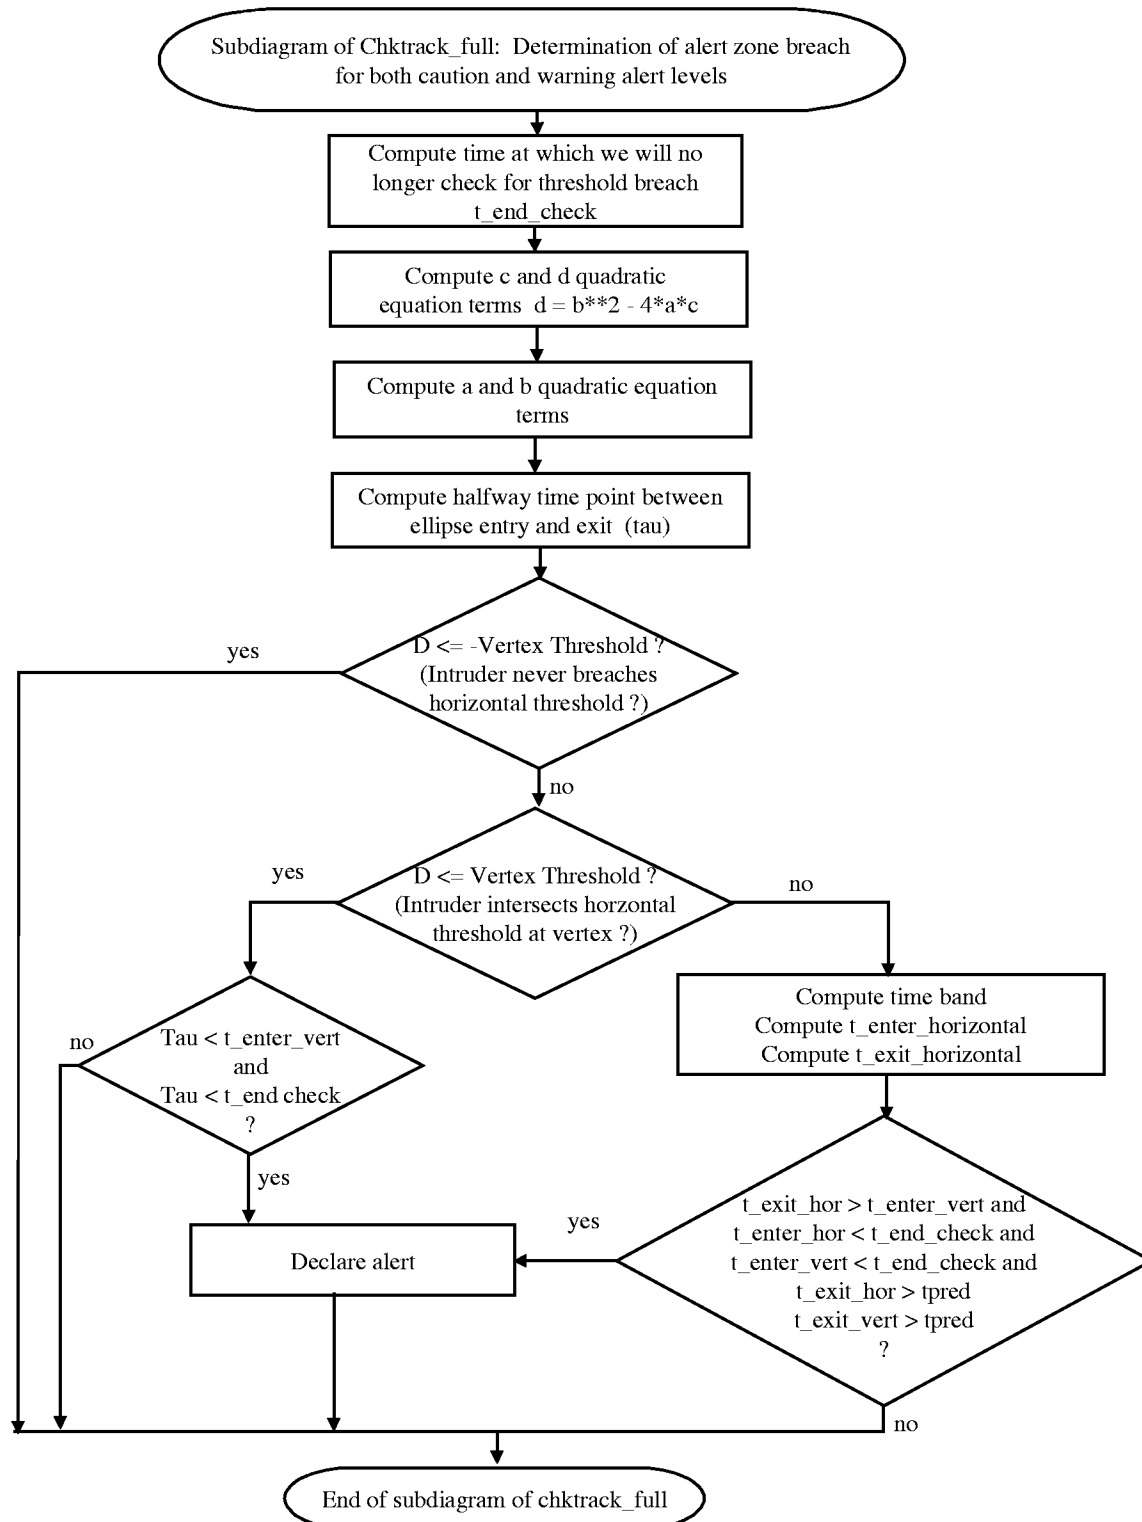 Subdiagram of Chktrack_full:  Determination of alert zone breach
for both caution and warning alert levels
Compute time at which we will no
longer check for threshold breach
t_end_check
Compute c and d quadratic
equation terms  d = b**2 - 4*a*c
Compute a and b quadratic equation
terms
Compute halfway time point between
ellipse entry and exit  (tau)
D <= -Vertex Threshold ?
(Intruder never breaches
horizontal threshold ?)
yes
no
D <= Vertex Threshold ?
(Intruder intersects horzontal
threshold at vertex ?)
yes
no
Tau < t_enter_vert
and
Tau < t_end check
?
no
yes
Compute time band
Compute t_enter_horizontal
Compute t_exit_horizontal
t_exit_hor > t_enter_vert and
t_enter_hor < t_end_check and
t_enter_vert < t_end_check and
t_exit_hor > tpred
t_exit_vert > tpred
?
yes
no
Declare alert
End of subdiagram of chktrack_full